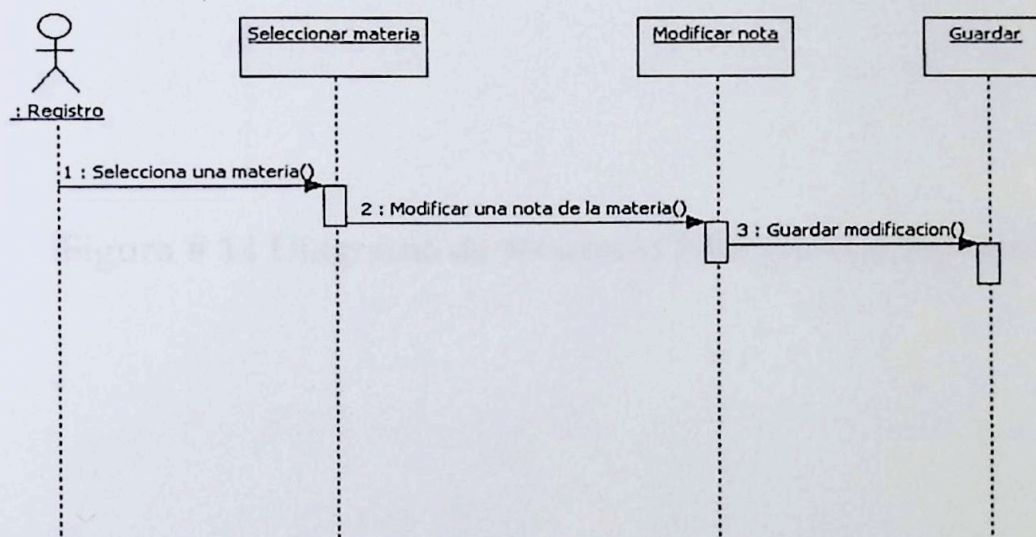 Seleccionar materia
Modificar nota
Guardar
: Registro
1 : Selecciona una materia()
2 : Modificar una nota de la materia()
3 : Guardar modificacion()